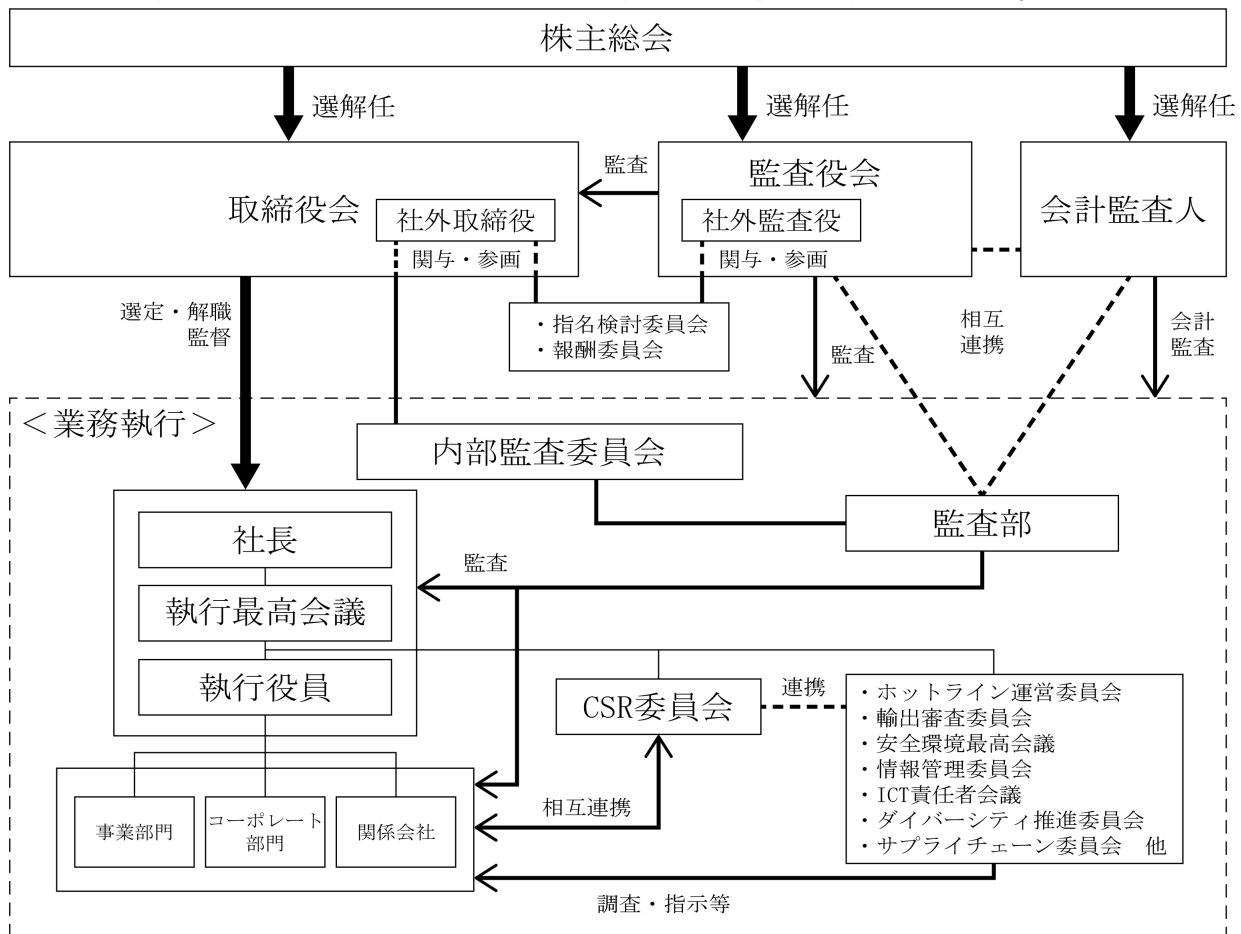 株主総会
選解任
選解任
選解任
取締役会
社外取締役
関与・参画
監査
監査役会
社外監査役
関与・参画
会計監査人
選定・解職
監督
・指名検討委員会
・報酬委員会
監査
相互
連携
会計
監査
＜業務執行＞
内部監査委員会
監査部
社長
執行最高会議
執行役員
監査
CSR委員会
連携
・ホットライン運営委員会
・輸出審査委員会
・安全環境最高会議
・情報管理委員会
・ICT責任者会議
・ダイバーシティ推進委員会
・サプライチェーン委員会　他
事業部門
コーポレート
部門
関係会社
相互連携
調査・指示等